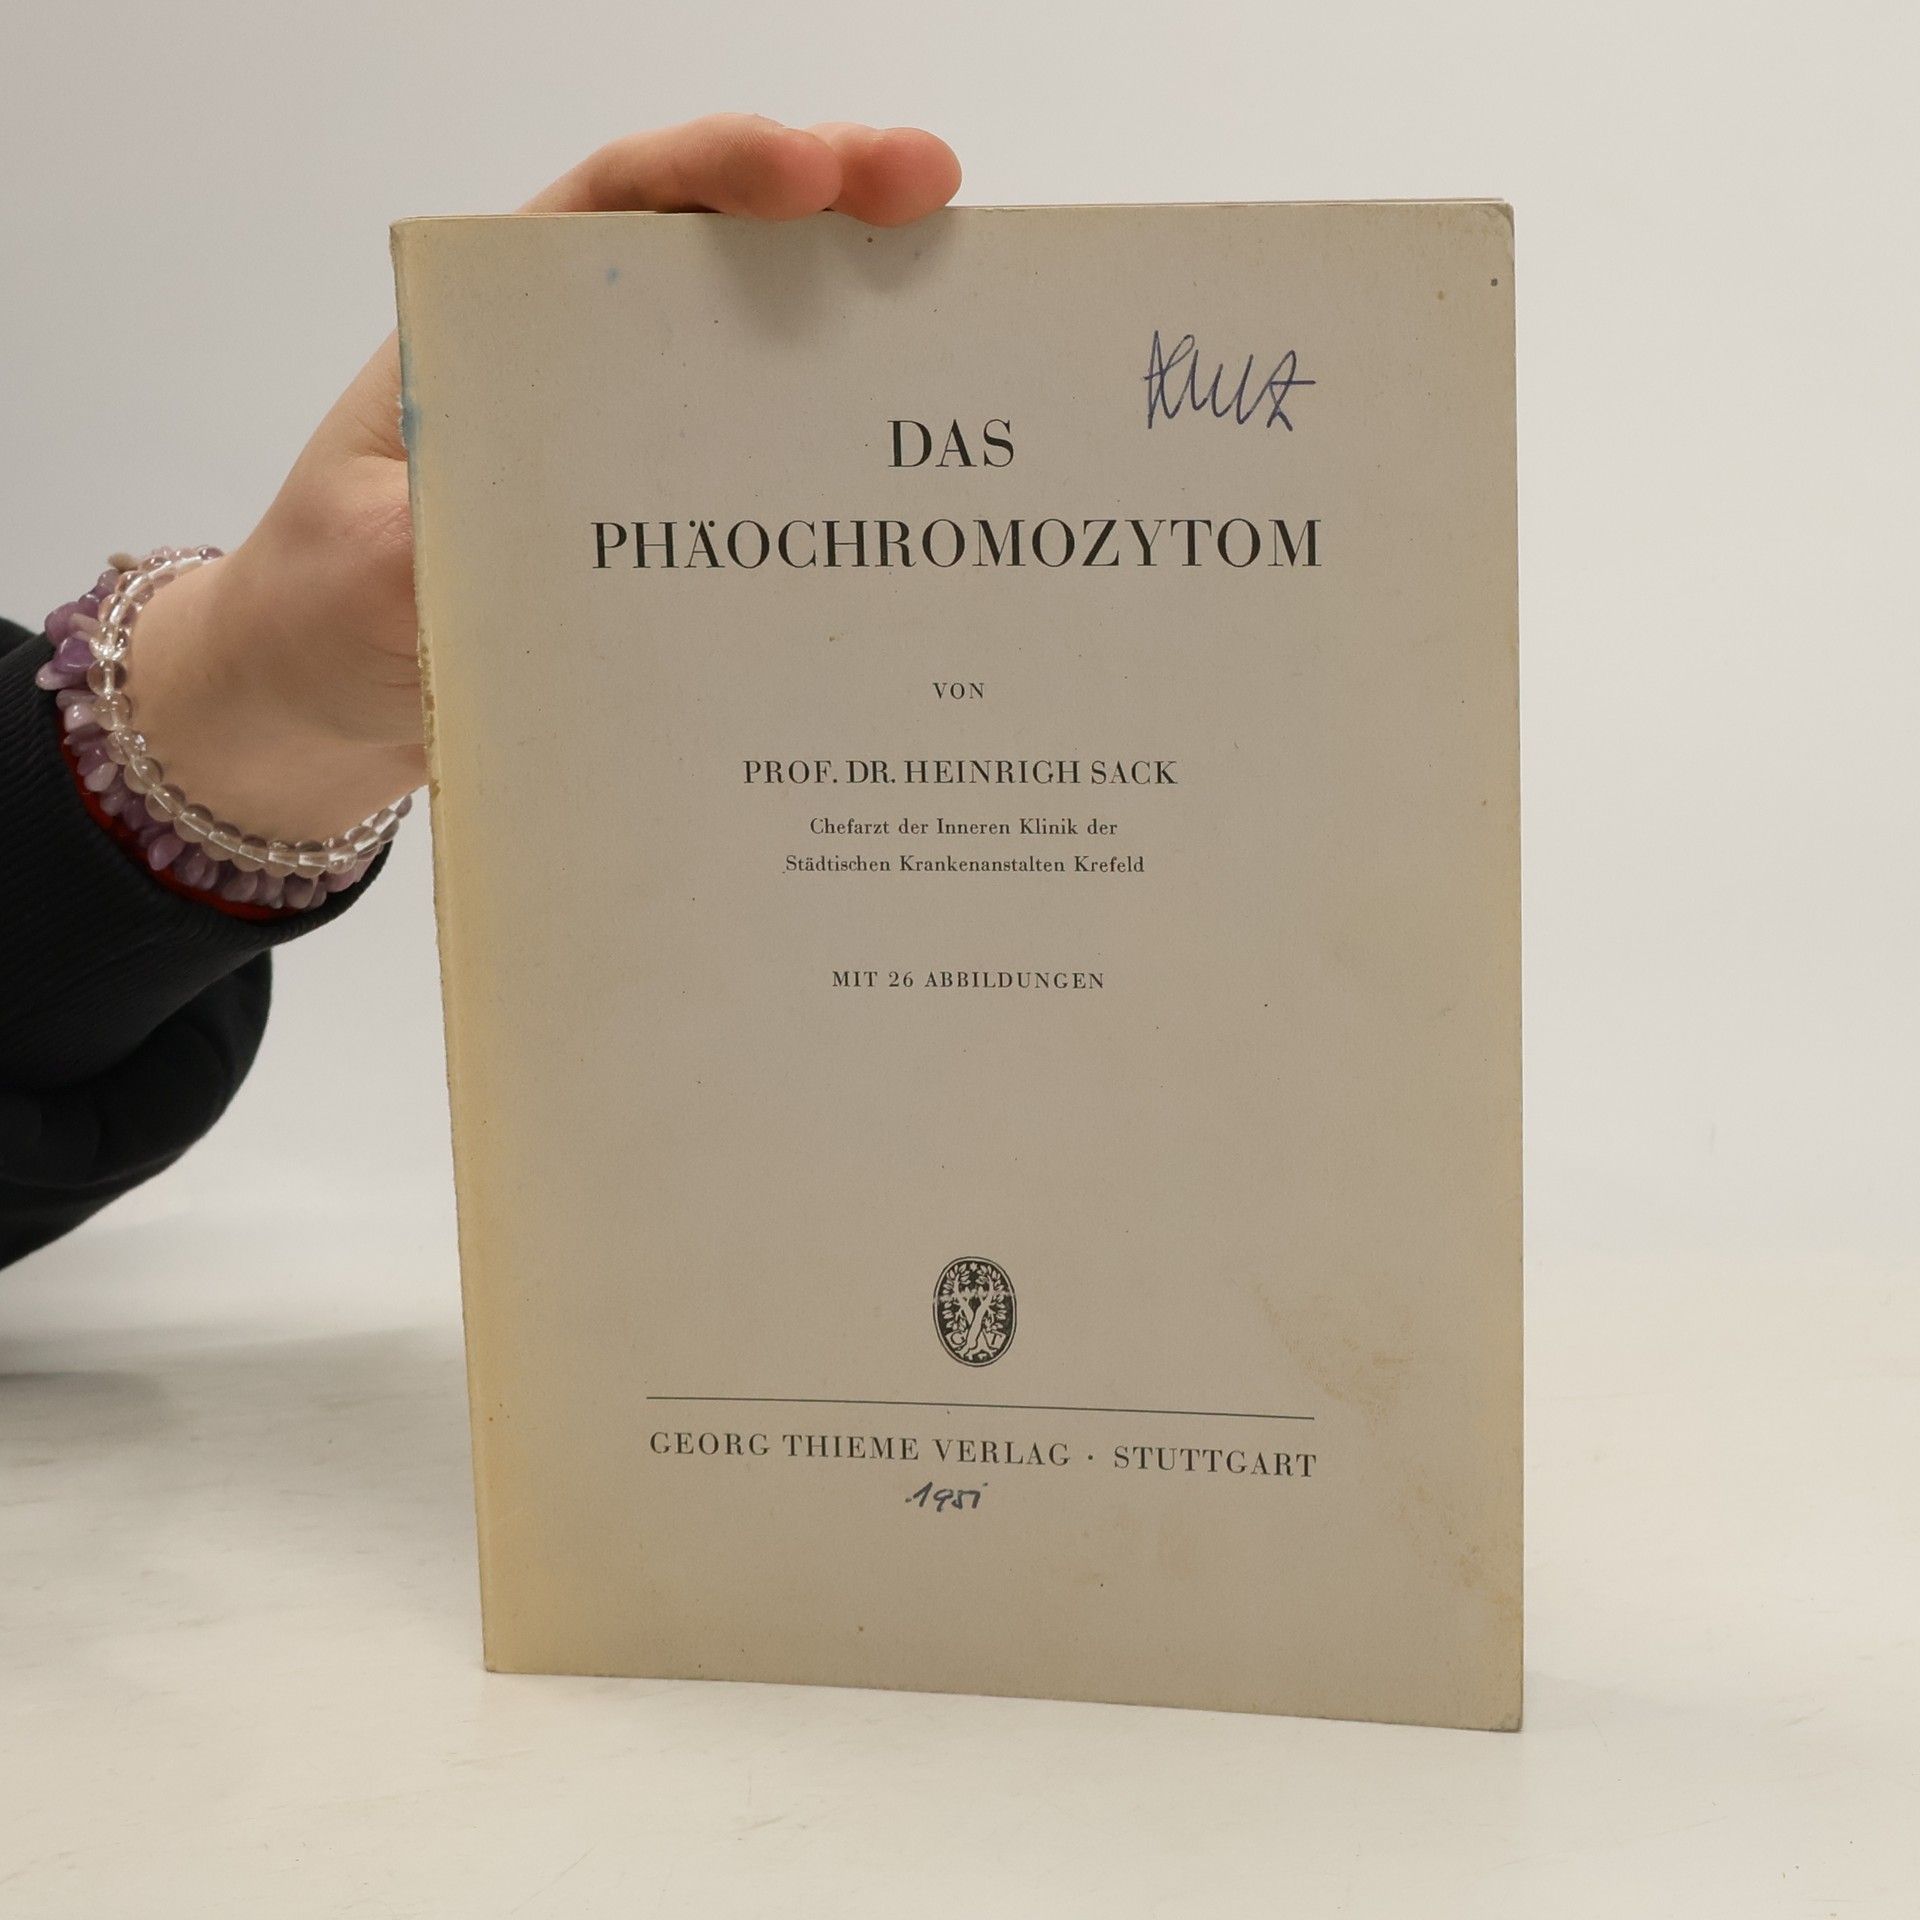 DAS
PHÄOCHROMOZYTOM
VON
PROF. DR. HEINRICH SACK
Chefarzt der Inneren Klinik der
Städtischen Krankenanstalten Krefeld
MIT 26 ABBILDUNGEN
G T
GEORG THIEME VERLAG · STUTTGART
1951